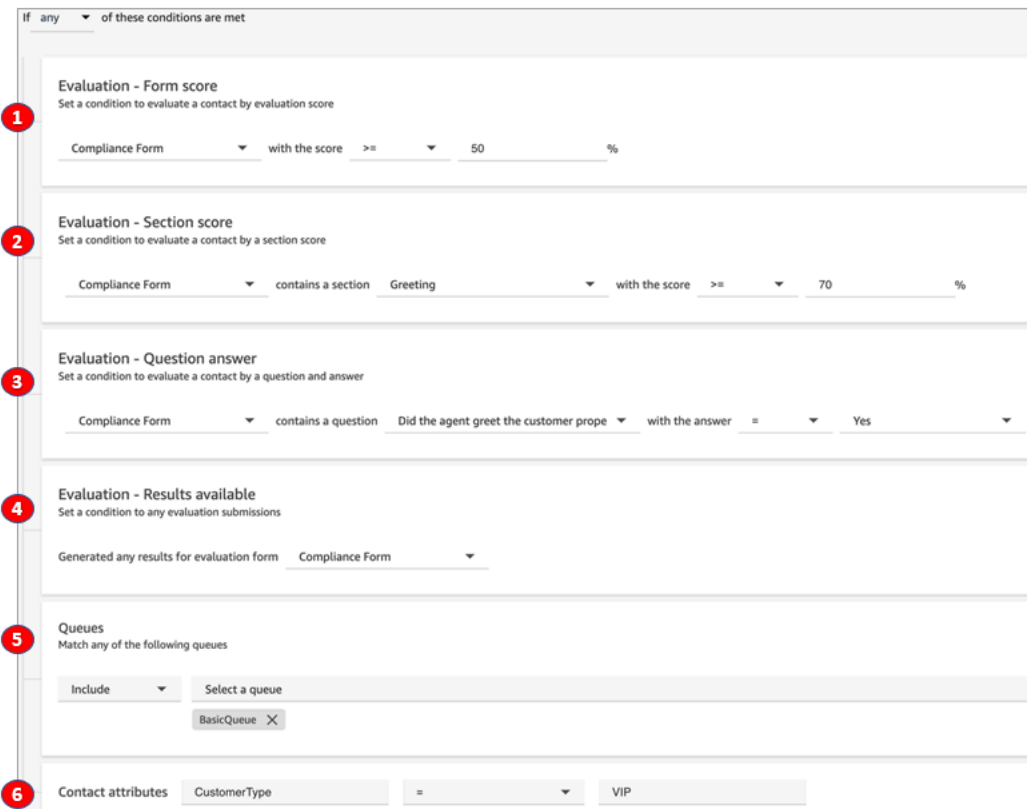 If any of these conditions are met
Evaluation - Form score
Set a condition to evaluate a contact by evaluation score
1
Compliance Form with the score >= 50 %
Evaluation - Section score
Set a condition to evaluate a contact by a section score
2
Compliance Form contains a section Greeting with the score >= 70 %
Evaluation - Question answer
Set a condition to evaluate a contact by a question and answer
3
Compliance Form contains a question Did the agent greet the customer prope with the answer = Yes
Evaluation - Results available
Set a condition to any evaluation submissions
4
Generated any results for evaluation form Compliance Form
Queues
Match any of the following queues
5
Include Select a queue
BasicQueue X
6 Contact attributes CustomerType = VIP